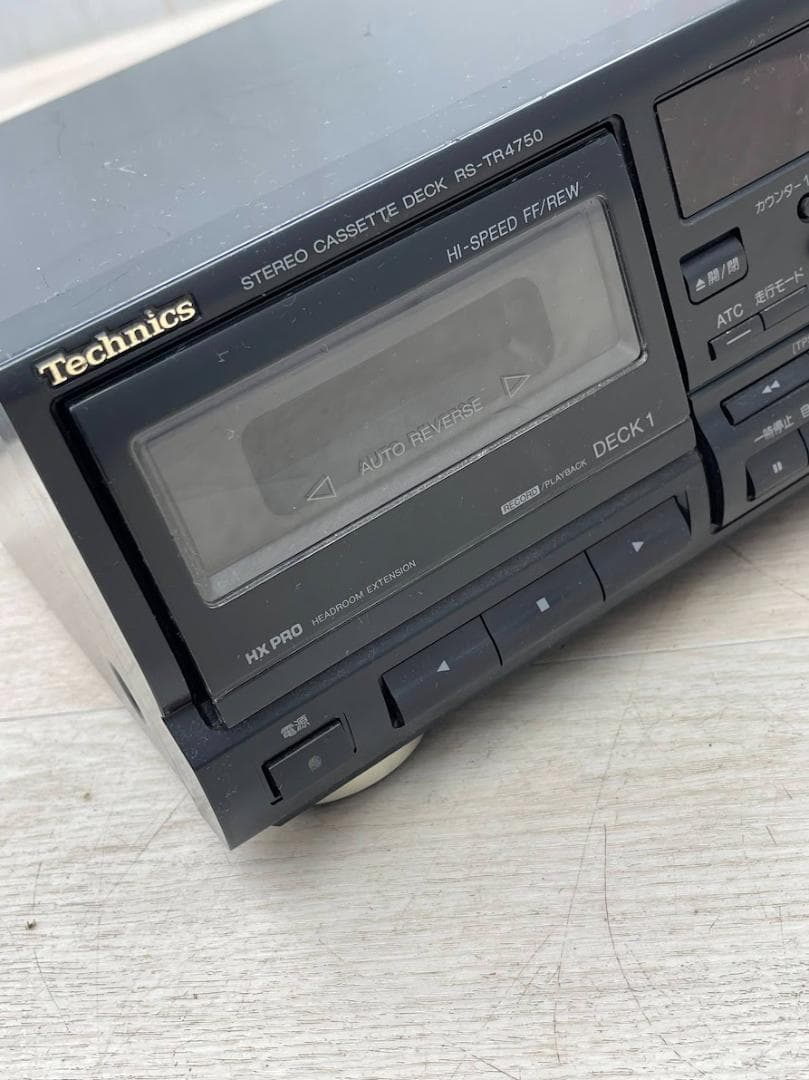 Technics
STEREO CASSETTE DECK RS-TR4750
HI-SPEED FF/REW
AUTO REVERSE
RECORD/PLAYBACK DECK 1
HX PRO HEADROOM EXTENSION
電源
カウンター
開/閉
ATC 走行モード
一時停止